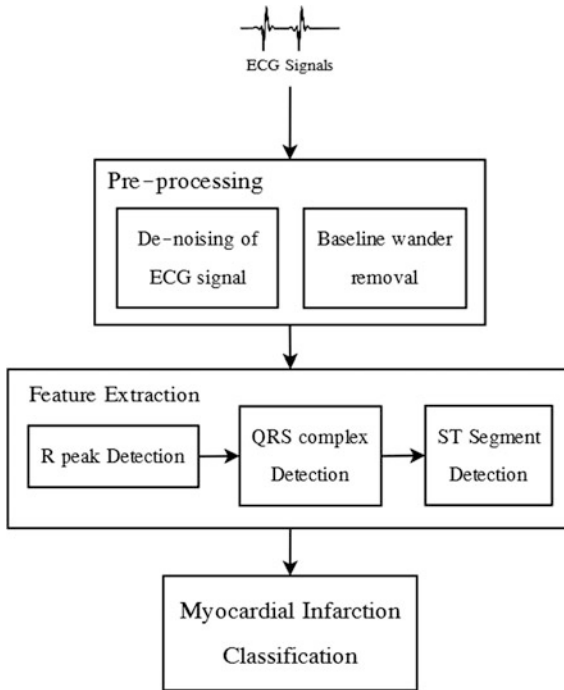 ECG Signals
Pre-processing
De-noising of
ECG signal
Baseline wander
removal
Feature Extraction
R peak Detection
QRS complex
Detection
ST Segment
Detection
Myocardial Infarction
Classification